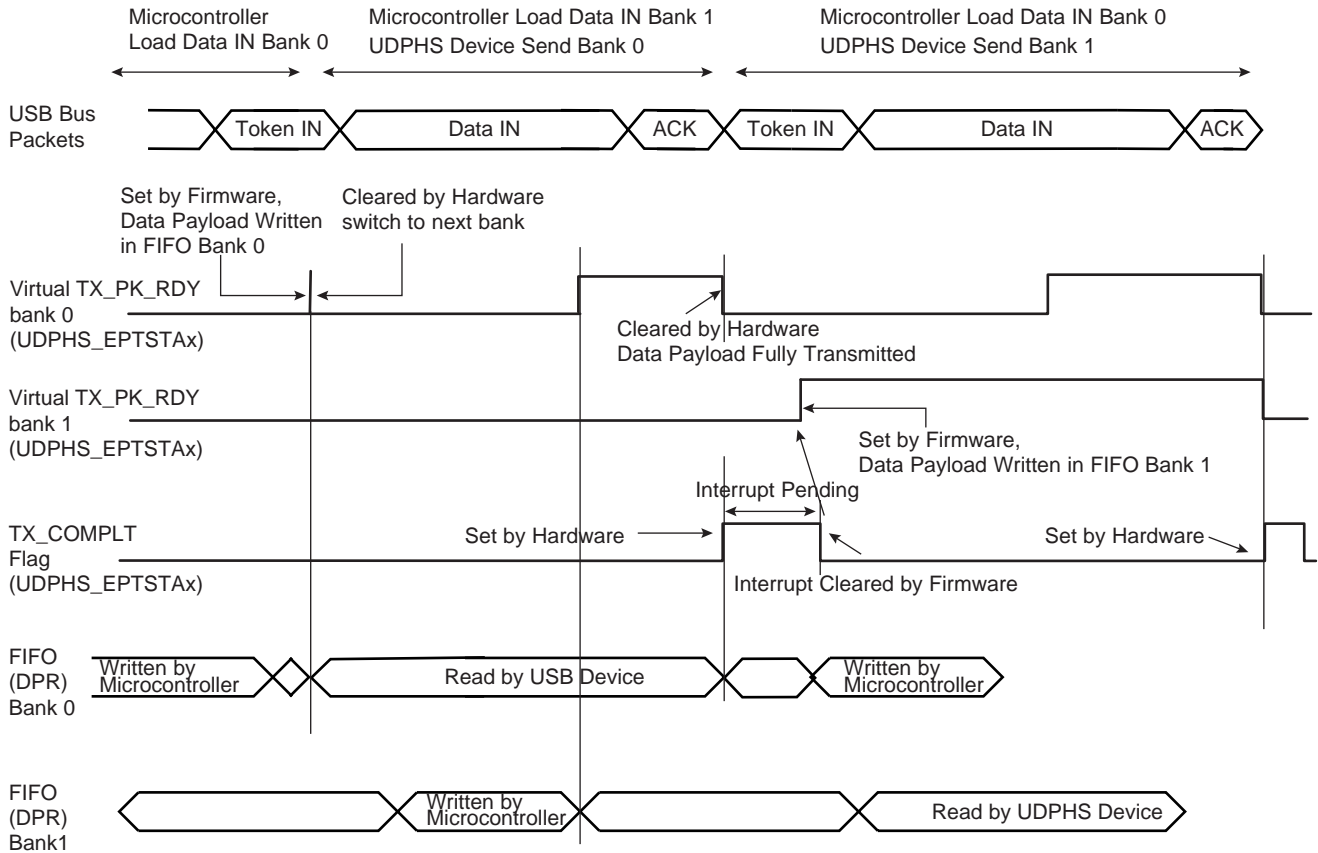 Microcontroller
Load Data IN Bank 0
Microcontroller Load Data IN Bank 1
UDPHS Device Send Bank 0
Microcontroller Load Data IN Bank 0
UDPHS Device Send Bank 1
USB Bus
Packets
Token IN
Data IN
ACK
Token IN
Data IN
ACK
Set by Firmware,
Data Payload Written
in FIFO Bank 0
Cleared by Hardware
switch to next bank
Virtual TX_PK_RDY
bank 0
(UDPHS_EPTSTAx)
Cleared by Hardware
Data Payload Fully Transmitted
Virtual TX_PK_RDY
bank 1
(UDPHS_EPTSTAx)
Set by Firmware,
Data Payload Written in FIFO Bank 1
Interrupt Pending
TX_COMPLT
Flag
(UDPHS_EPTSTAx)
Set by Hardware
Set by Hardware
Interrupt Cleared by Firmware
FIFO
(DPR)
Bank 0
Written by
Microcontroller
Read by USB Device
Written by
Microcontroller
FIFO
(DPR)
Bank1
Written by
Microcontroller
Read by UDPHS Device